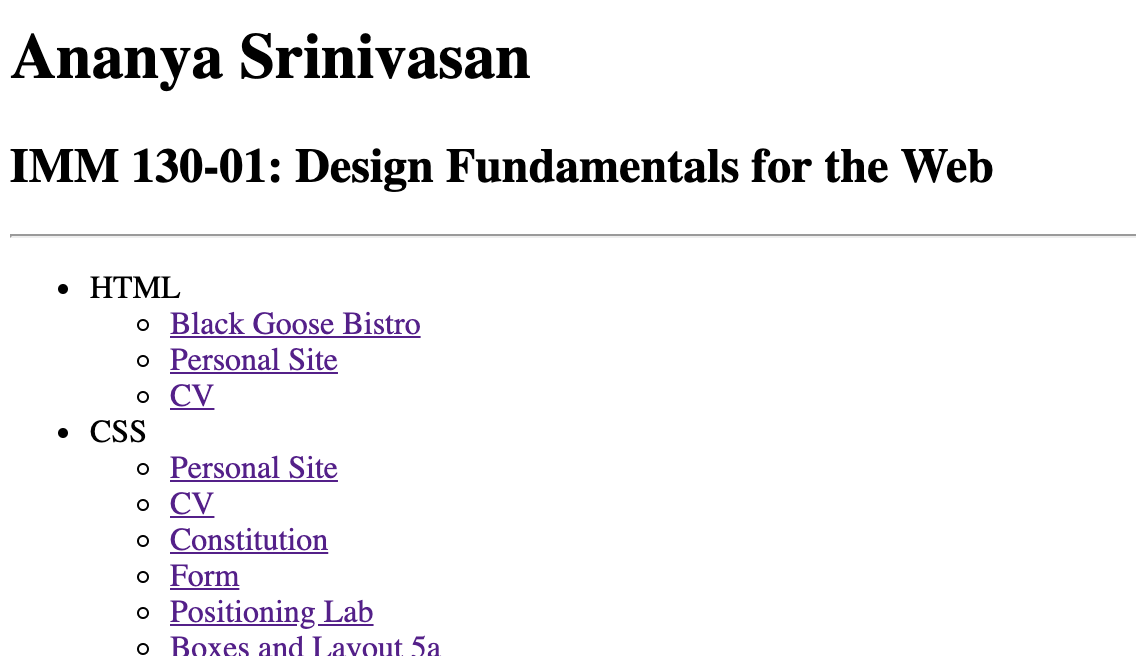 Ananya Srinivasan
IMM 130-01: Design Fundamentals for the Web
HTML
Black Goose Bistro
Personal Site
CV
CSS
Personal Site
CV
Constitution
Form
Positioning Lab
Boxes and Layout 5a